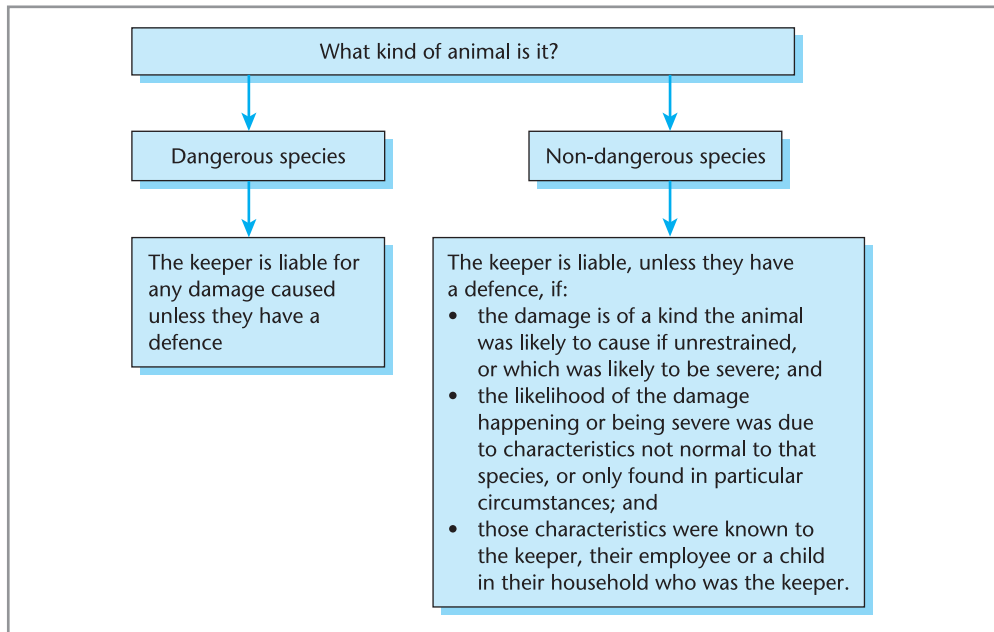 What kind of animal is it?
Dangerous species
Non-dangerous species
The keeper is liable for
any damage caused
unless they have a
defence
The keeper is liable, unless they have
a defence, if:
• the damage is of a kind the animal
was likely to cause if unrestrained,
or which was likely to be severe; and
• the likelihood of the damage
happening or being severe was due
to characteristics not normal to that
species, or only found in particular
circumstances; and
• those characteristics were known to
the keeper, their employee or a child
in their household who was the keeper.